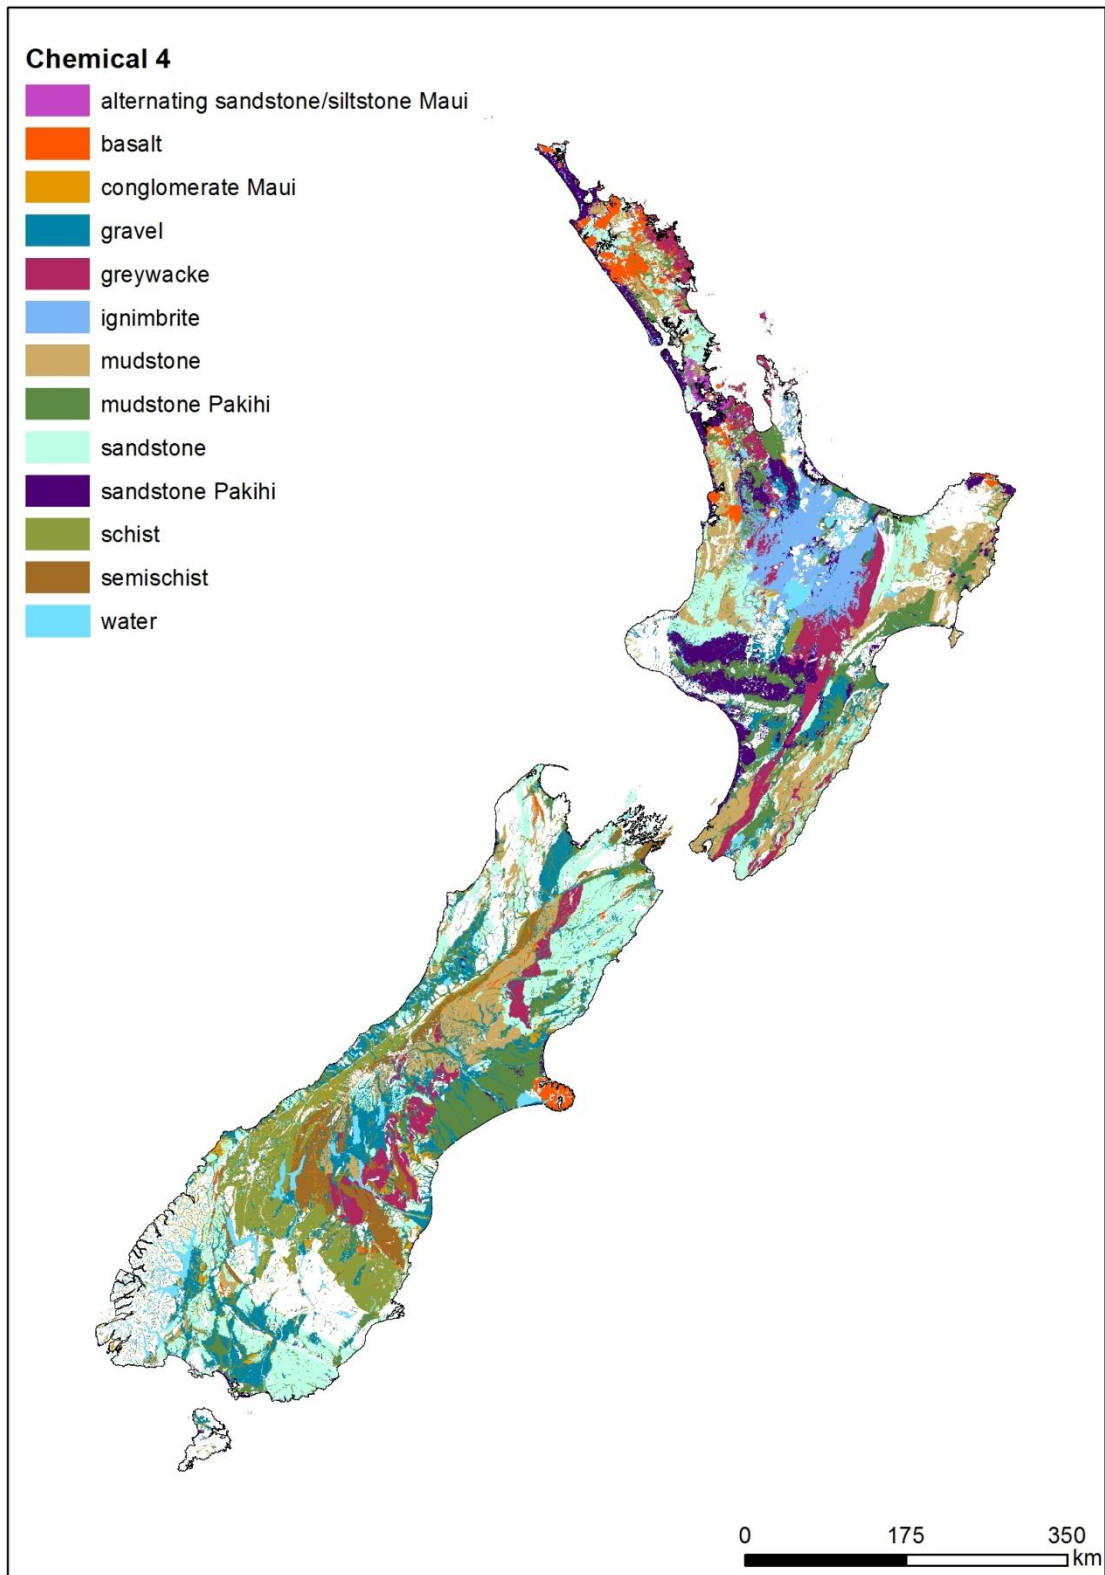 Chemical 4
alternating sandstone/siltstone Maui
basalt
conglomerate Maui
gravel
greywacke
ignimbrite
mudstone
mudstone Pakihi
sandstone
sandstone Pakihi
schist
semischist
water
0 175 350
km